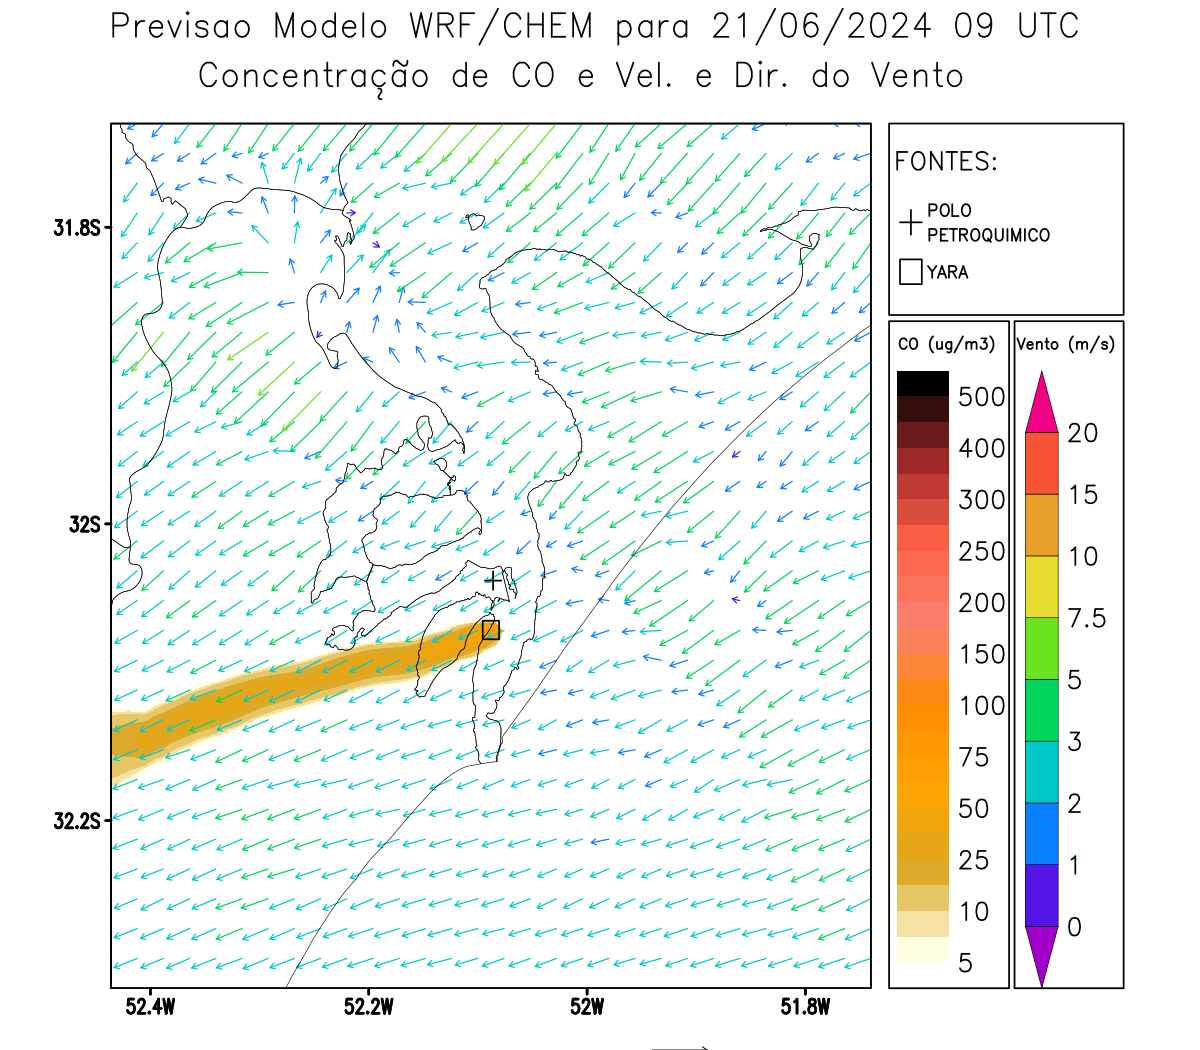 Previsao Modelo WRF/CHEM para 21/06/2024 09 UTC
Concentração de CO e Vel. e Dir. do Vento
FONTES:
POLO
PETROQUIMICO
YARA
CO (ug/m3)
500
400
300
250
200
150
100
75
50
25
10
5
Vento (m/s)
20
15
10
7.5
5
3
2
1
0
31.8S
32S
32.2S
52.4W
52.2W
52W
51.8W